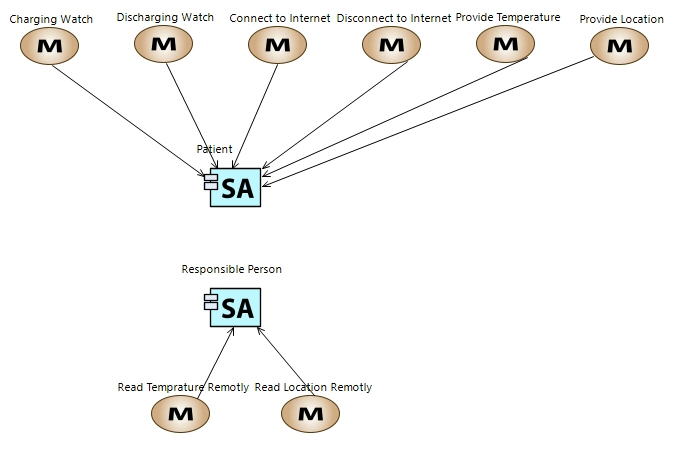 Charging Watch
Discharging Watch
Connect to Internet
Disconnect to Internet
Provide Temperature
Provide Location
M
M
M
M
M
M
Patient
SA
Responsible Person
SA
Read Temprature Remotly
Read Location Remotly
M
M